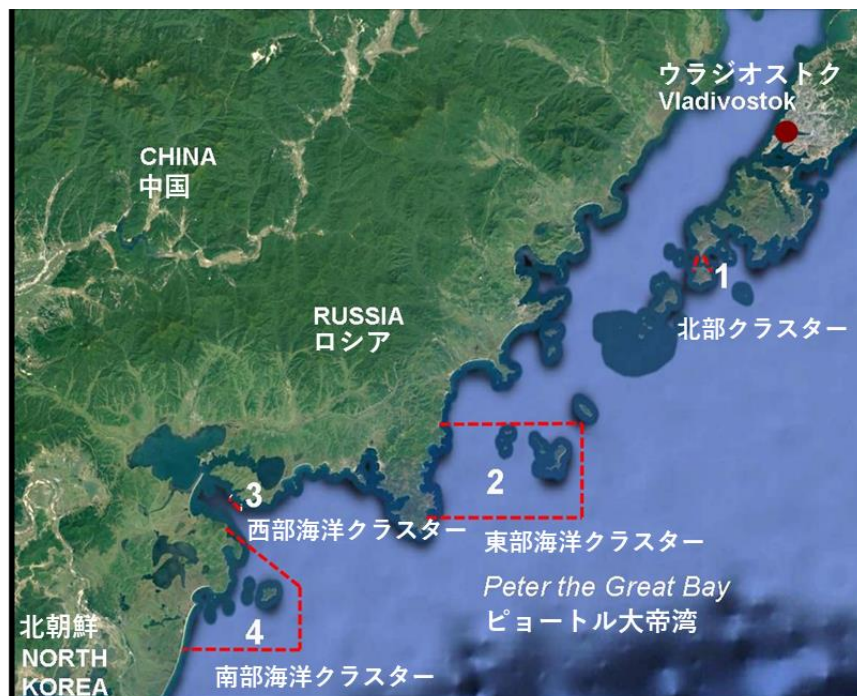 ウラジオストク
Vladivostok
CHINA
中国
1
北部クラスター
RUSSIA
ロシア
2
3
西部海洋クラスター
東部海洋クラスター
Peter the Great Bay
ピョートル大帝湾
4
北朝鮮
NORTH
KOREA
南部海洋クラスター